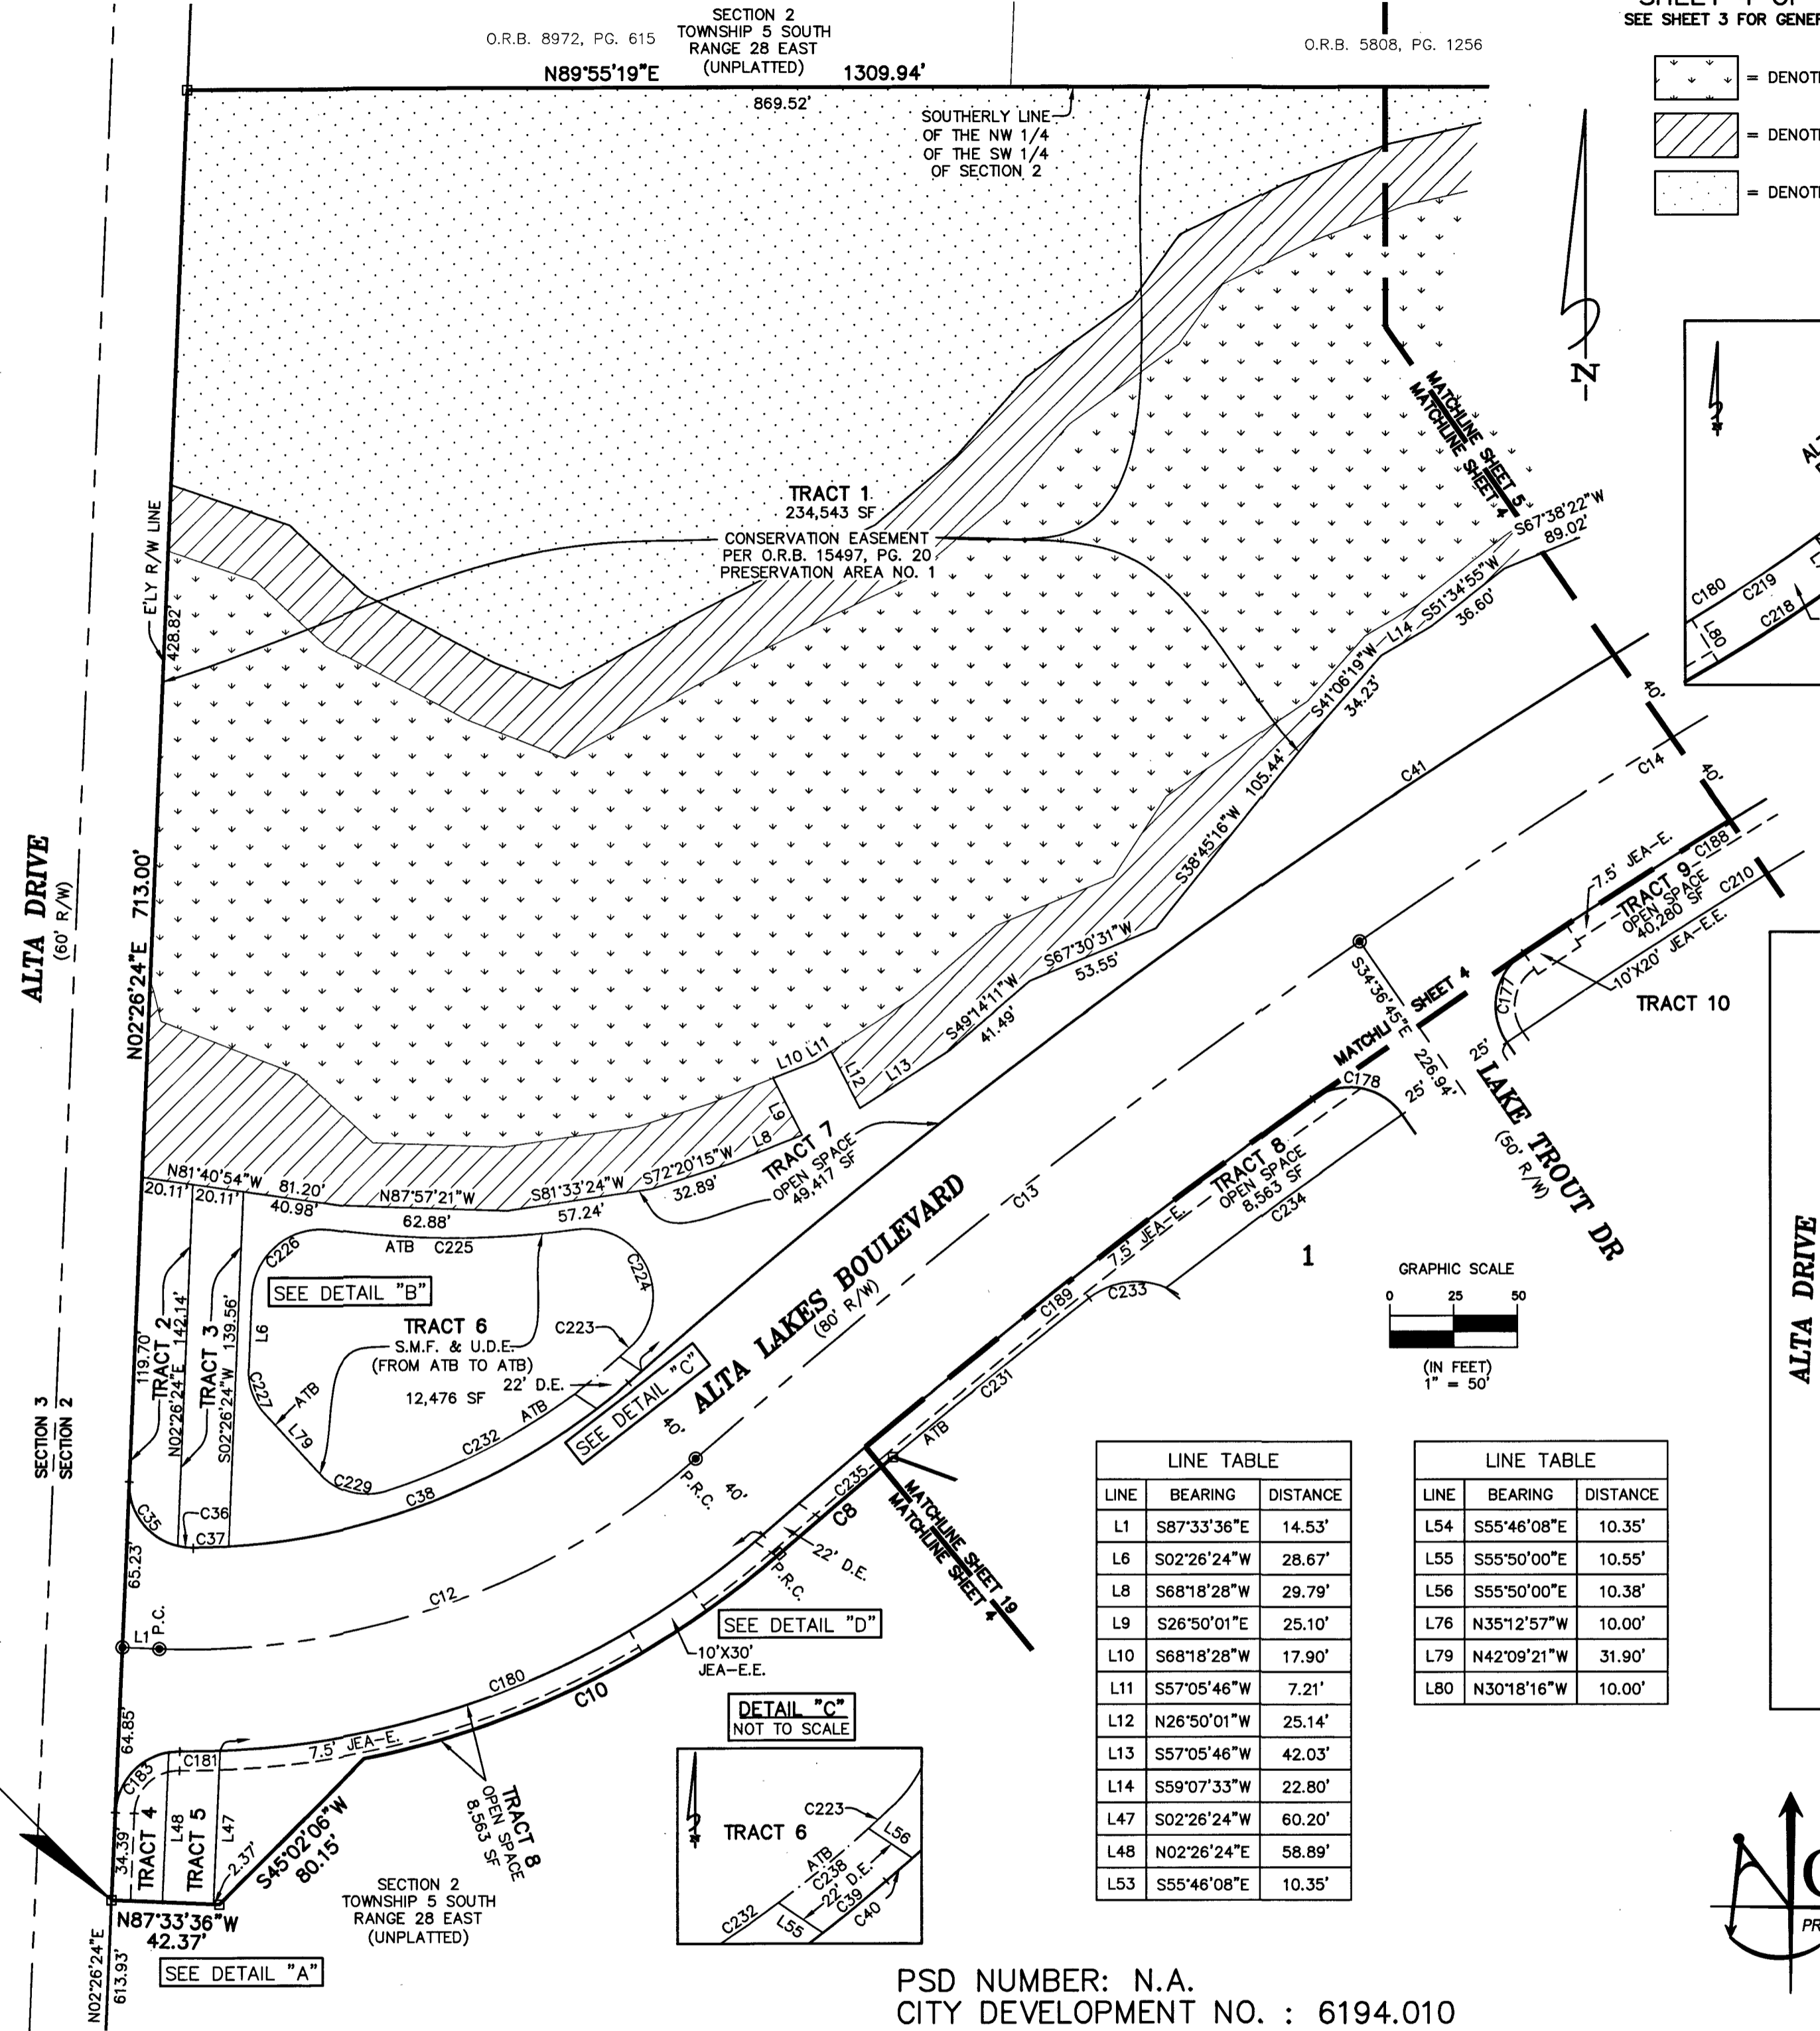 SECTION 2
TOWNSHIP 5 SOUTH
RANGE 28 EAST
(UNPLATTED)
O.R.B. 8972, PG. 615
O.R.B. 5808, PG. 1256
N89°55'19"E
1309.94'
869.52'
SEE SHEET 3 FOR GENER
= DENOT
= DENOT
= DENOT
SOUTHERLY LINE
OF THE NW 1/4
OF THE SW 1/4
OF SECTION 2
N
MATCHLINE SHEET 5
MATCHLINE SHEET 4
TRACT 1
234,543 SF
CONSERVATION EASEMENT
PER O.R.B. 15497, PG. 20
PRESERVATION AREA NO. 1
E'LY R/W LINE
428.82'
S67°38'22"W
89.02'
S51°34'55"W
36.60'
L14
S41°06'19"W
34.23'
105.44'
S38°45'16"W
S67°30'31"W
53.55'
S49°14'11"W
41.49'
L13
L12
L10 L11
L9
L8
C180
C219
C218
L80
40'
C14
40'
C41
ALTA DRIVE
(60' R/W)
N02°26'24"E 713.00'
7.5' JEA-E.
C188
TRACT 9
OPEN SPACE
40,280 SF
C210
10'X20' JEA-E.E.
TRACT 10
C177
S34°36'45"E
226.94'
SHEET 4
25'
25'
C178
LAKE TROUT DR
(50' R/W)
TRACT 7
OPEN SPACE
49,417 SF
S72°20'15"W
32.89'
S81°33'24"W
57.24'
N87°57'21"W
62.88'
N81°40'54"W
81.20'
20.11'
20.11'
40.98'
C13
TRACT 8
OPEN SPACE
8,563 SF
C234
7.5' JEA-E.
1
C226
ATB C225
C224
SEE DETAIL "B"
L6
TRACT 6
S.M.F. & U.D.E.
(FROM ATB TO ATB)
12,476 SF
C223
22' D.E.
119.70'
TRACT 2
N02°26'24"E 142.14'
TRACT 3
S02°26'24"W 139.56'
C227
ATB
L79
C229
C232
ATB
SEE DETAIL "C"
ALTA LAKES BOULEVARD
(80' R/W)
C189
C233
C231
ATB
GRAPHIC SCALE
0 25 50
(IN FEET)
1" = 50'
ALTA DRIVE
SECTION 3
SECTION 2
40'
P.R.C.
40'
C38
C35
C36
C37
65.23'
C235
C8
MATCHLINE SHEET 19
MATCHLINE SHEET 4
22' D.E.
P.R.C.
SEE DETAIL "D"
C12
L1
P.C.
10'X30'
JEA-E.E.
C180
C10
64.85'
7.5' JEA-E.
C181
C183
TRACT 4
L48
TRACT 5
L47
34.39'
2.37'
S45°02'06"W
80.15'
TRACT 8
OPEN SPACE
8,563 SF
SECTION 2
TOWNSHIP 5 SOUTH
RANGE 28 EAST
(UNPLATTED)
N87°33'36"W
42.37'
N02°26'24"E
613.93'
SEE DETAIL "A"
DETAIL "C"
NOT TO SCALE
C223
TRACT 6
L56
ATB
C238
22' D.E.
C39
C40
C232
L55
LINE TABLE
LINE BEARING DISTANCE
L1 S87°33'36"E 14.53'
L6 S02°26'24"W 28.67'
L8 S68°18'28"W 29.79'
L9 S26°50'01"E 25.10'
L10 S68°18'28"W 17.90'
L11 S57°05'46"W 7.21'
L12 N26°50'01"W 25.14'
L13 S57°05'46"W 42.03'
L14 S59°07'33"W 22.80'
L47 S02°26'24"W 60.20'
L48 N02°26'24"E 58.89'
L53 S55°46'08"E 10.35'
LINE TABLE
LINE BEARING DISTANCE
L54 S55°46'08"E 10.35'
L55 S55°50'00"E 10.55'
L56 S55°50'00"E 10.38'
L76 N35°12'57"W 10.00'
L79 N42°09'21"W 31.90'
L80 N30°18'16"W 10.00'
PSD NUMBER: N.A.
CITY DEVELOPMENT NO. : 6194.010